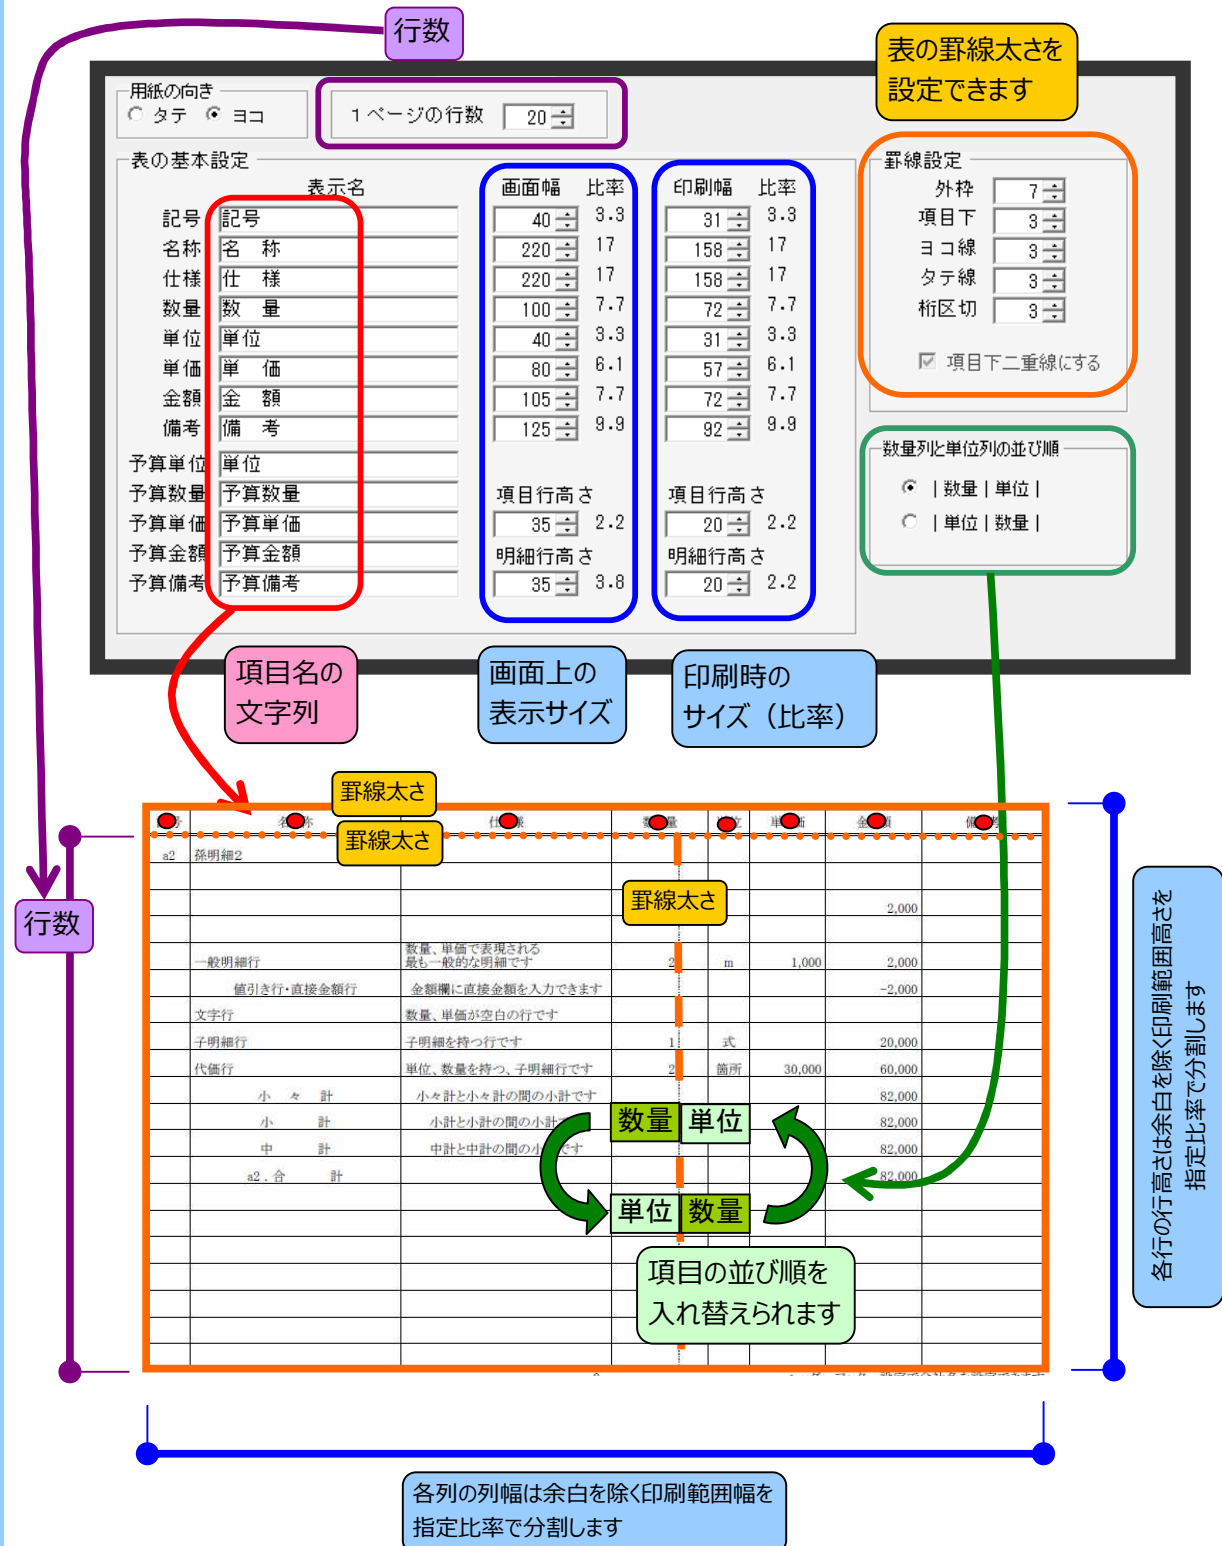 行数
表の罫線太さを
設定できます
用紙の向き
タテ ヨコ
1ページの行数 20
表の基本設定
表示名 画面幅 比率 印刷幅 比率
記号 記号 40 3.3 31 3.3
名称 名 称 220 17 158 17
仕様 仕 様 220 17 158 17
数量 数 量 100 7.7 72 7.7
単位 単位 40 3.3 31 3.3
単価 単 価 80 6.1 57 6.1
金額 金 額 105 7.7 72 7.7
備考 備 考 125 9.9 92 9.9
予算単位 単位
予算数量 予算数量 項目行高さ 項目行高さ
予算単価 予算単価 35 2.2 20 2.2
予算金額 予算金額 明細行高さ 明細行高さ
予算備考 予算備考 35 3.8 20 2.2
罫線設定
外枠 7
項目下 3
ヨコ線 3
タテ線 3
桁区切 3
項目下二重線にする
数量列と単位列の並び順
|数量|単位|
|単位|数量|
項目名の
文字列
画面上の
表示サイズ
印刷時の
サイズ（比率）
罫線太さ
罫線太さ
a2 孫明細2
罫線太さ
2,000
行数
数量、単価で表現される
一般明細行 最も一般的な明細です 2 m 1,000 2,000
値引き行・直接金額行 金額欄に直接金額を入力できます -2,000
文字行 数量、単価が空白の行です
子明細行 子明細を持つ行です 1 式 20,000
代価行 単位、数量を持つ、子明細行です 2 箇所 30,000 60,000
小 々 計 小々計と小々計の間の小計です 82,000
小 計 小計と小計の間の小計 82,000
中 計 中計と中計の間の小 です 82,000
a2．合 計 82,000
数量 単位
単位 数量
項目の並び順を
入れ替えられます
各行の行高さは余白を除く印刷範囲高さを
指定比率で分割します
各列の列幅は余白を除く印刷範囲幅を
指定比率で分割します